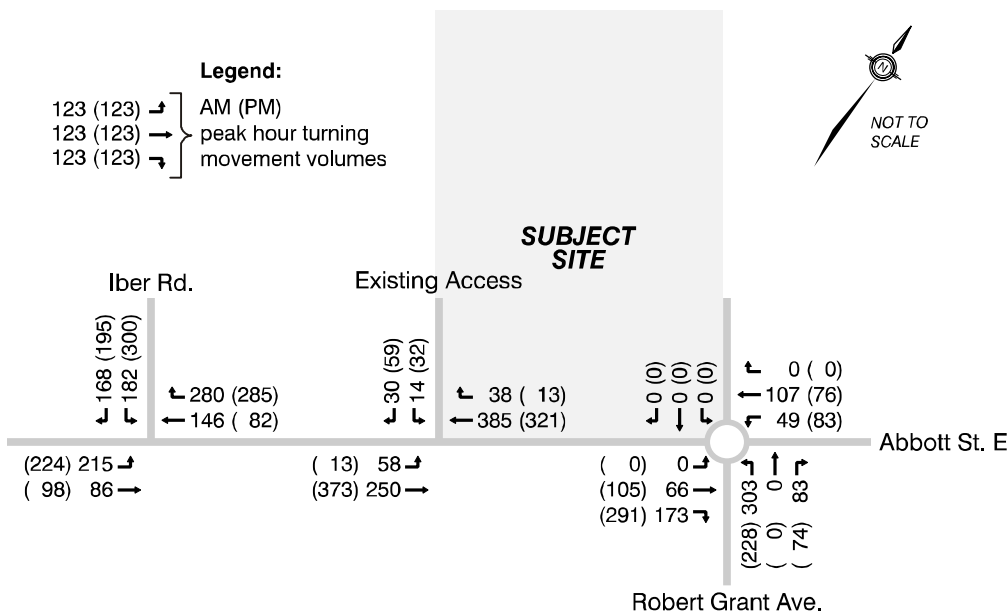 Legend:
123 (123)
123 (123)
123 (123)
AM (PM)
peak hour turning
movement volumes
N
NOT TO
SCALE
SUBJECT
SITE
Iber Rd.
168 (195)
182 (300)
280 (285)
146 ( 82)
(224) 215
( 98) 86
Existing Access
30 (59)
14 (32)
38 ( 13)
385 (321)
( 13) 58
(373) 250
0 (0)
0 (0)
0 (0)
0 ( 0)
107 (76)
49 (83)
( 0) 0
(105) 66
(291) 173
(228) 303
( 0) 0
( 74) 83
Abbott St. E
Robert Grant Ave.